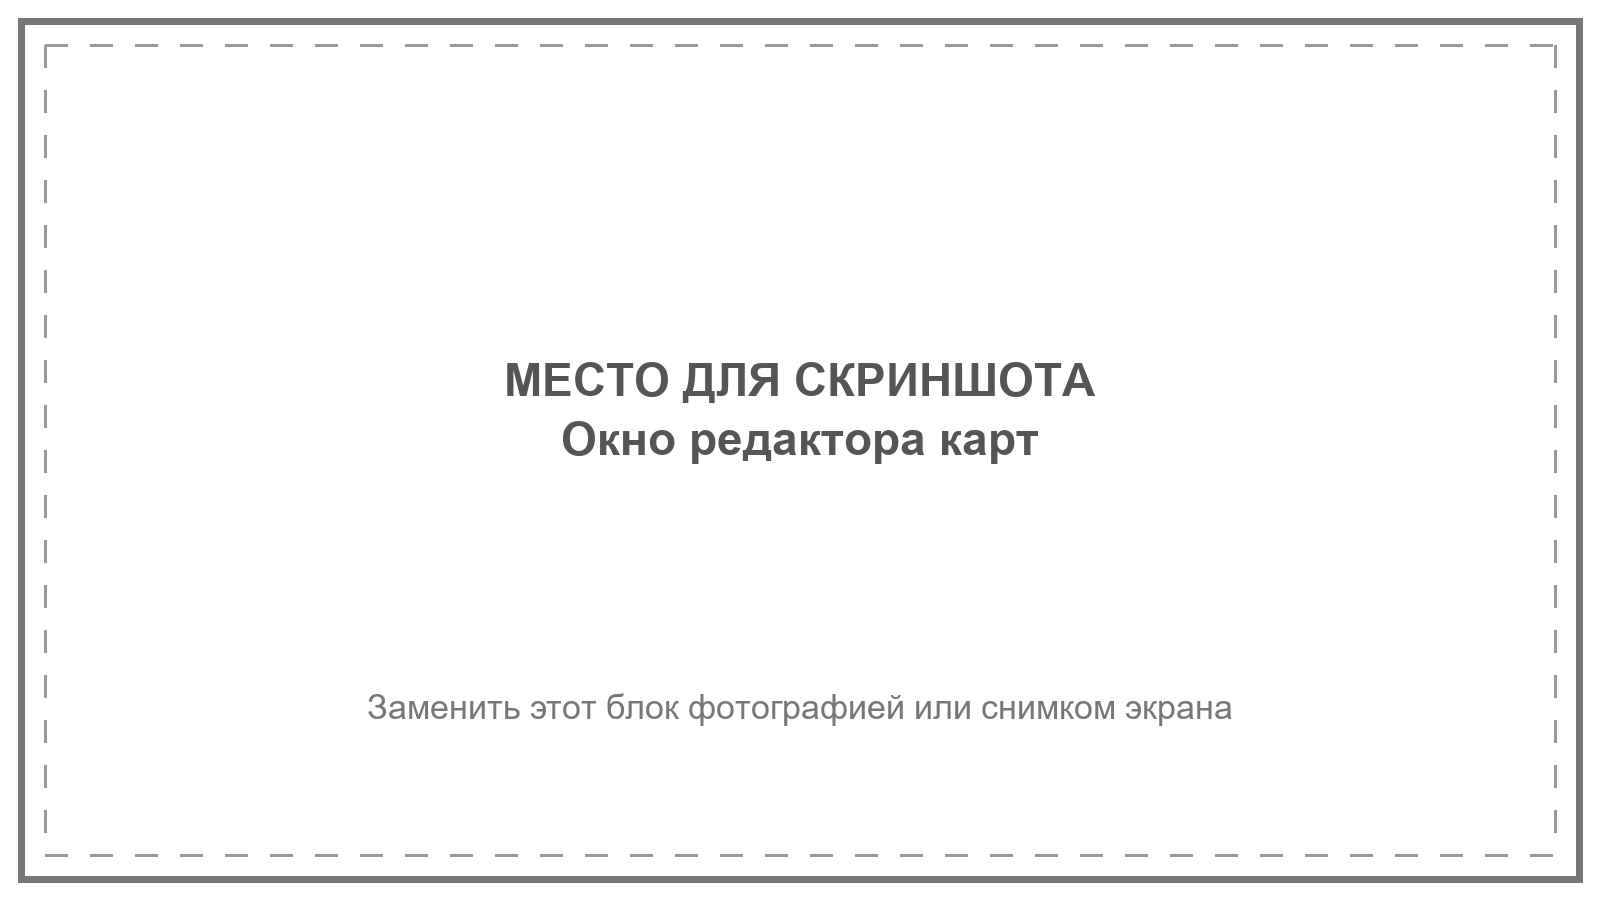 МЕСТО ДЛЯ СКРИНШОТА
Окно редактора карт
Заменить этот блок фотографией или снимком экрана